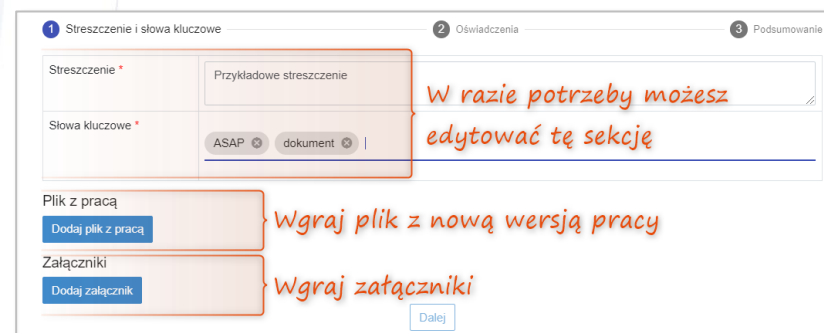 1 Streszczenie i słowa kluczowe 2 Oświadczenia 3 Podsumowanie
Streszczenie *
Przykładowe streszczenie
W razie potrzeby możesz
edytować tę sekcję
Słowa kluczowe *
ASAP dokument
Plik z pracą
Dodaj plik z pracą
Wgraj plik z nową wersją pracy
Załączniki
Dodaj załącznik
Wgraj załączniki
Dalej